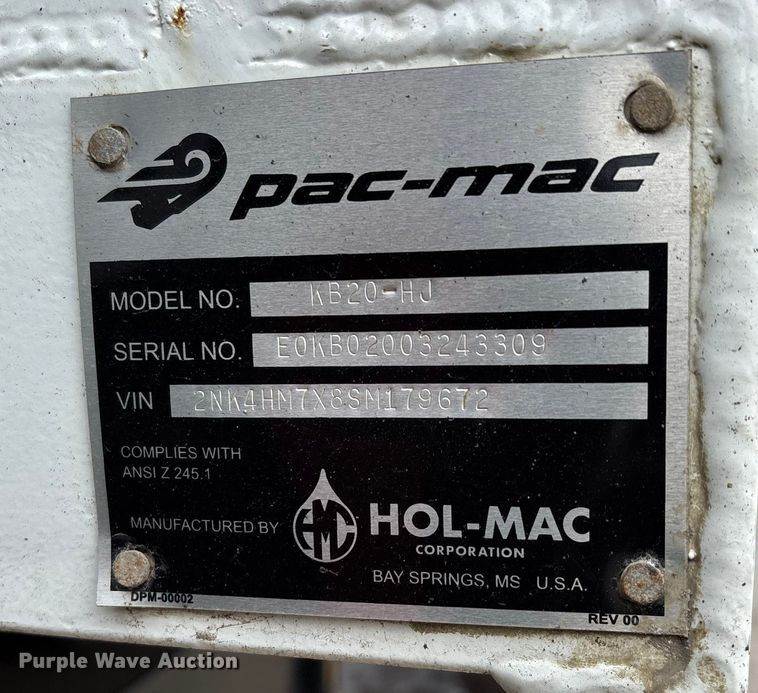 pac-mac
MODEL NO. KB20-HJ
SERIAL NO. E0KB02003243309
VIN 2NK4HM7X8SM179672
COMPLIES WITH
ANSI Z 245.1
MANUFACTURED BY HMC HOL-MAC
CORPORATION
BAY SPRINGS, MS U.S.A.
DPM-00002
REV 00
Purple Wave Auction